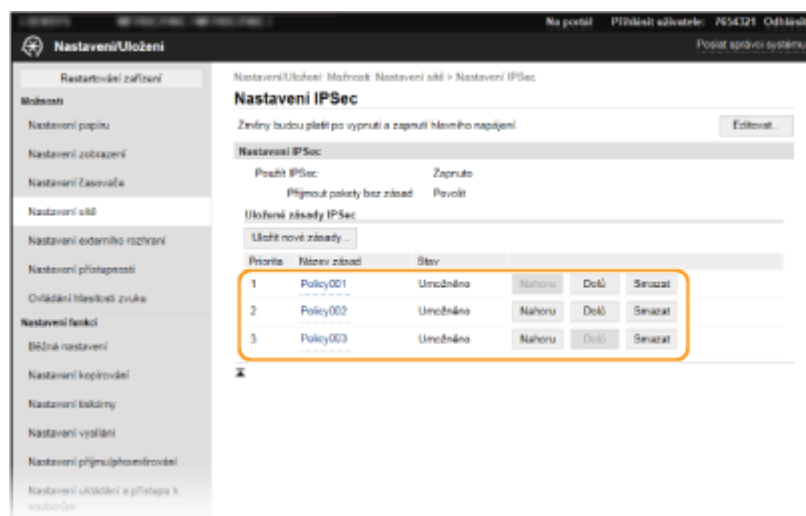 Na portál Přihlásit uživatele: 7654321 Odhlásit
Nastavení/Uložení
Poslat správci systému
Restartování zařízení
Nastavení/Uložení: Možnosti: Nastavení sítě > Nastavení IPSec
Možnosti
Nastavení IPSec
Nastavení papíru
Změny budou platit po vypnutí a zapnutí hlavního napájení.
Editovat...
Nastavení zobrazení
Nastavení IPSec
Nastavení časovače
Použít IPSec: Zapnuto
Přijmout pakety bez zásad Povolit
Nastavení sítě
Uložené zásady IPSec
Nastavení externího rozhraní
Uložit nové zásady...
Priorita Název zásad Stav
Nastavení přístupnosti
1 Policy001 Umožněno Nahoru Dolů Smazat
Ovládání hlasitosti zvuku
2 Policy002 Umožněno Nahoru Dolů Smazat
Nastavení funkcí
3 Policy003 Umožněno Nahoru Dolů Smazat
Běžná nastavení
Nastavení kopírování
Nastavení tiskárny
Nastavení vysílání
Nastavení příjmu/přesměrování
Nastavení ukládání a přístupu k
souborům